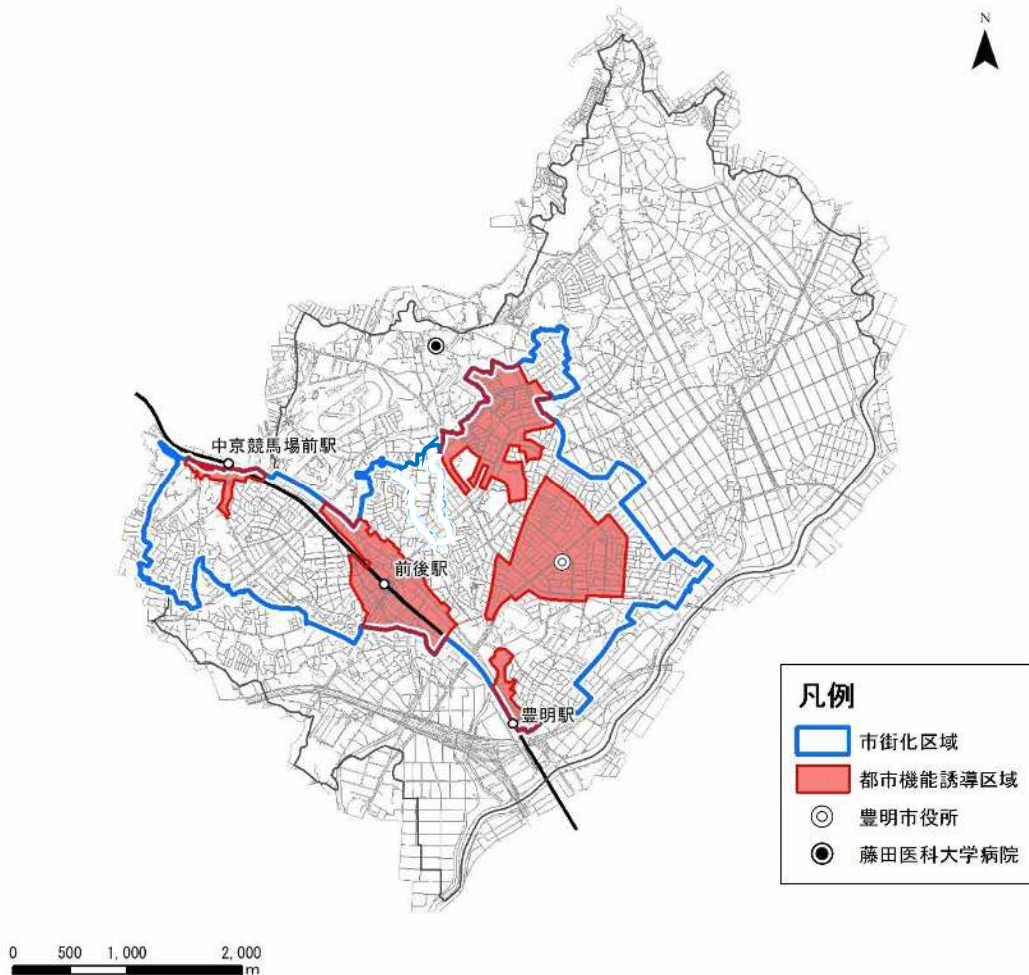 N
中京競馬場前駅
前後駅
豊明駅
凡例
市街化区域
都市機能誘導区域
豊明市役所
藤田医科大学病院
0 500 1,000 2,000
m